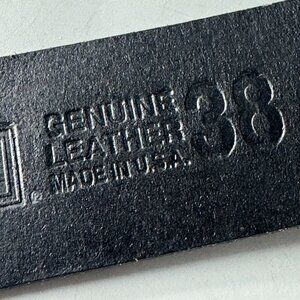 GENUINE
LEATHER
MADE IN U.S.A.
38
®